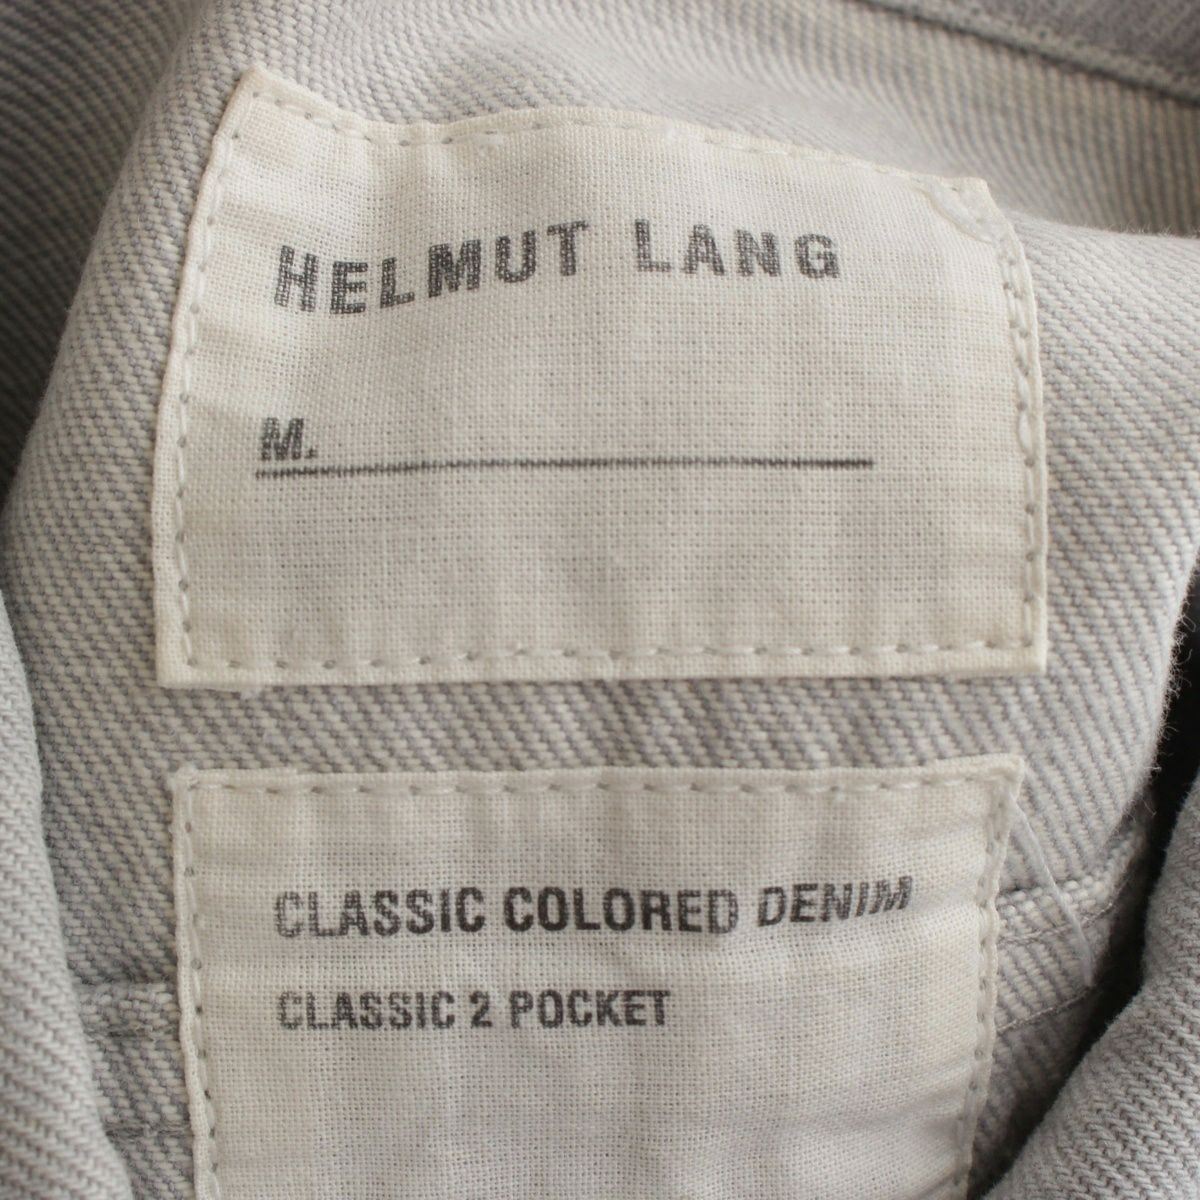 HELMUT LANG
M.
CLASSIC COLORED DENIM
CLASSIC 2 POCKET